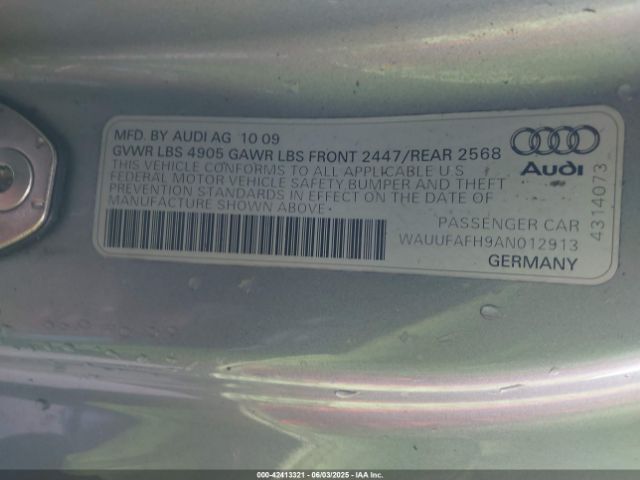 MFD. BY AUDI AG 10 09
GVWR LBS 4905 GAWR LBS FRONT 2447/REAR 2568
THIS VEHICLE CONFORMS TO ALL APPLICABLE U.S
FEDERAL MOTOR VEHICLE SAFETY BUMPER AND THEFT
PREVENTION STANDARDS IN EFFECT ON THE DATE OF
MANUFACTURE SHOWN ABOVE.
Audi
4314073
PASSENGER CAR
WAUUFAFH9AN012913
GERMANY
000-42413321 - 06/03/2025 - IAA Inc.